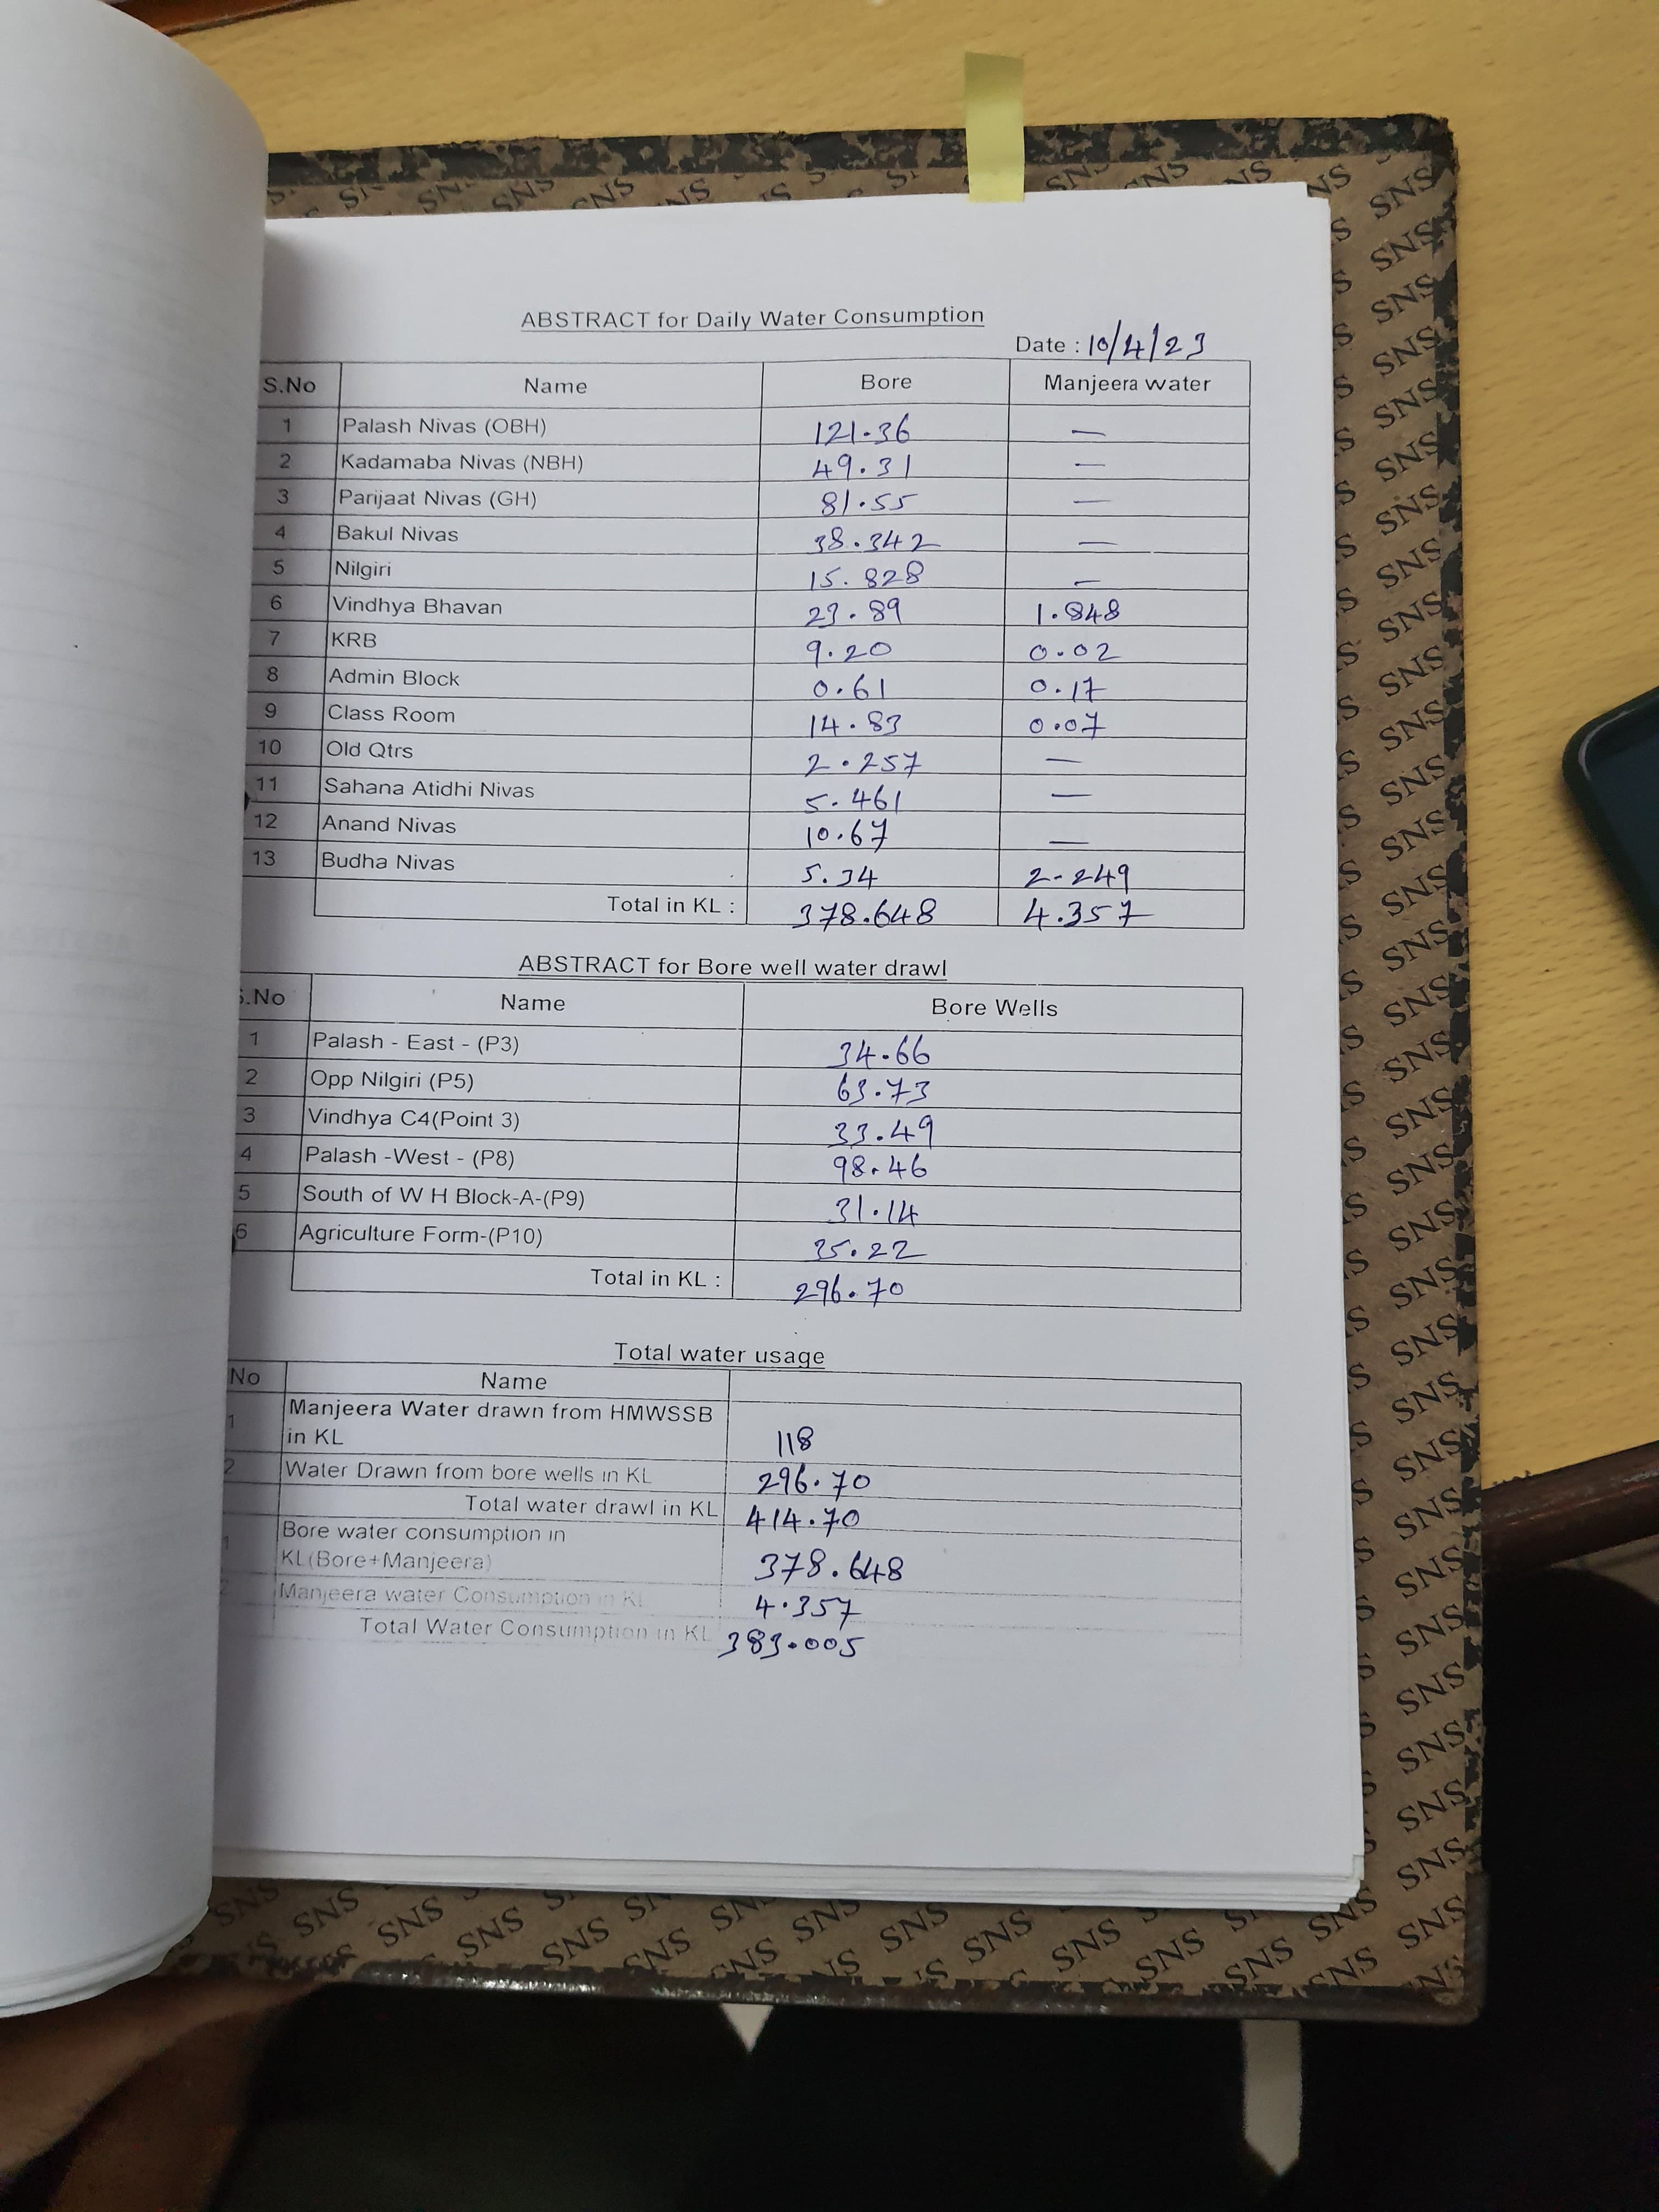 ABSTRACT for Daily Water Consumption
Date : 10/4/23
S.No Name Bore Manjeera water
1 Palash Nivas (OBH) 121.36 —
2 Kadamaba Nivas (NBH) 49.31 —
3 Parijaat Nivas (GH) 81.55 —
4 Bakul Nivas 38.342 —
5 Nilgiri 15.828 —
6 Vindhya Bhavan 23.89 1.848
7 KRB 9.20 0.02
8 Admin Block 0.61 0.17
9 Class Room 14.83 0.07
10 Old Qtrs 2.257 —
11 Sahana Atidhi Nivas 5.461 —
12 Anand Nivas 10.67 —
13 Budha Nivas 5.34 2.249
Total in KL : 378.648 4.357
ABSTRACT for Bore well water drawl
S.No Name Bore Wells
1 Palash - East - (P3) 34.66
2 Opp Nilgiri (P5) 63.73
3 Vindhya C4(Point 3) 33.49
4 Palash -West - (P8) 98.46
5 South of W H Block-A-(P9) 31.14
6 Agriculture Form-(P10) 35.22
Total in KL : 296.70
Total water usage
No Name
1 Manjeera Water drawn from HMWSSB
in KL 118
2 Water Drawn from bore wells in KL 296.70
Total water drawl in KL 414.70
1 Bore water consumption in
KL(Bore+Manjeera) 378.648
2 Manjeera water Consumption in KL 4.357
Total Water Consumption in KL 383.005
SNS